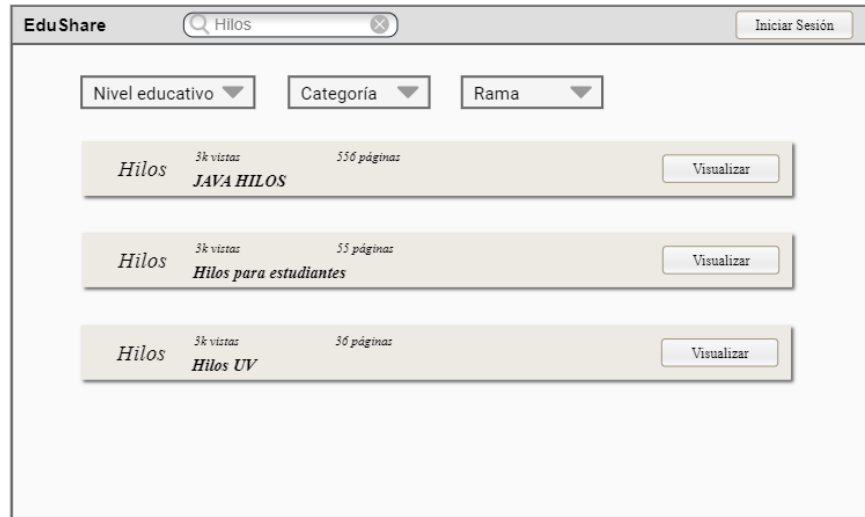 EduShare Hilos Iniciar Sesión
Nivel educativo Categoría Rama
3k vistas 556 páginas
Hilos Visualizar
JAVA HILOS
3k vistas 55 páginas
Hilos Visualizar
Hilos para estudiantes
3k vistas 36 páginas
Hilos Visualizar
Hilos UV